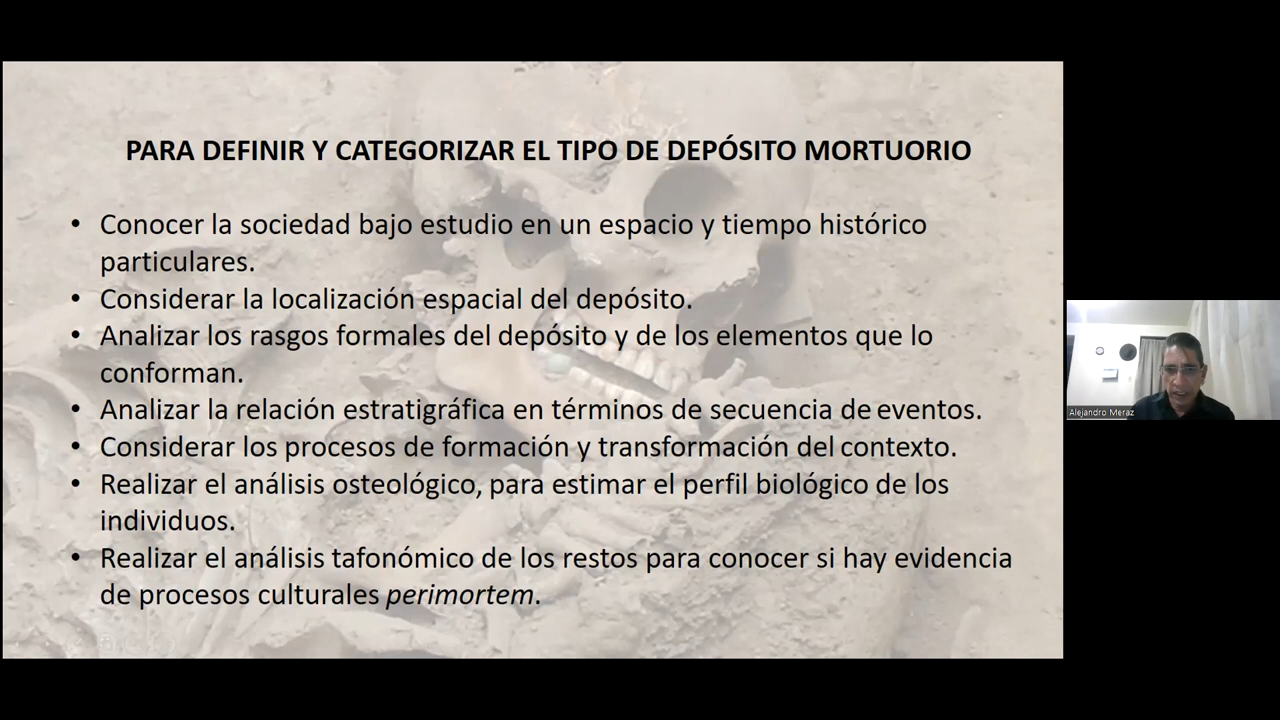 PARA DEFINIR Y CATEGORIZAR EL TIPO DE DEPÓSITO MORTUORIO
• Conocer la sociedad bajo estudio en un espacio y tiempo histórico
particulares.
• Considerar la localización espacial del depósito.
• Analizar los rasgos formales del depósito y de los elementos que lo
conforman.
• Analizar la relación estratigráfica en términos de secuencia de eventos.
• Considerar los procesos de formación y transformación del contexto.
• Realizar el análisis osteológico, para estimar el perfil biológico de los
individuos.
• Realizar el análisis tafonómico de los restos para conocer si hay evidencia
de procesos culturales perimortem.
Alejandro Meraz